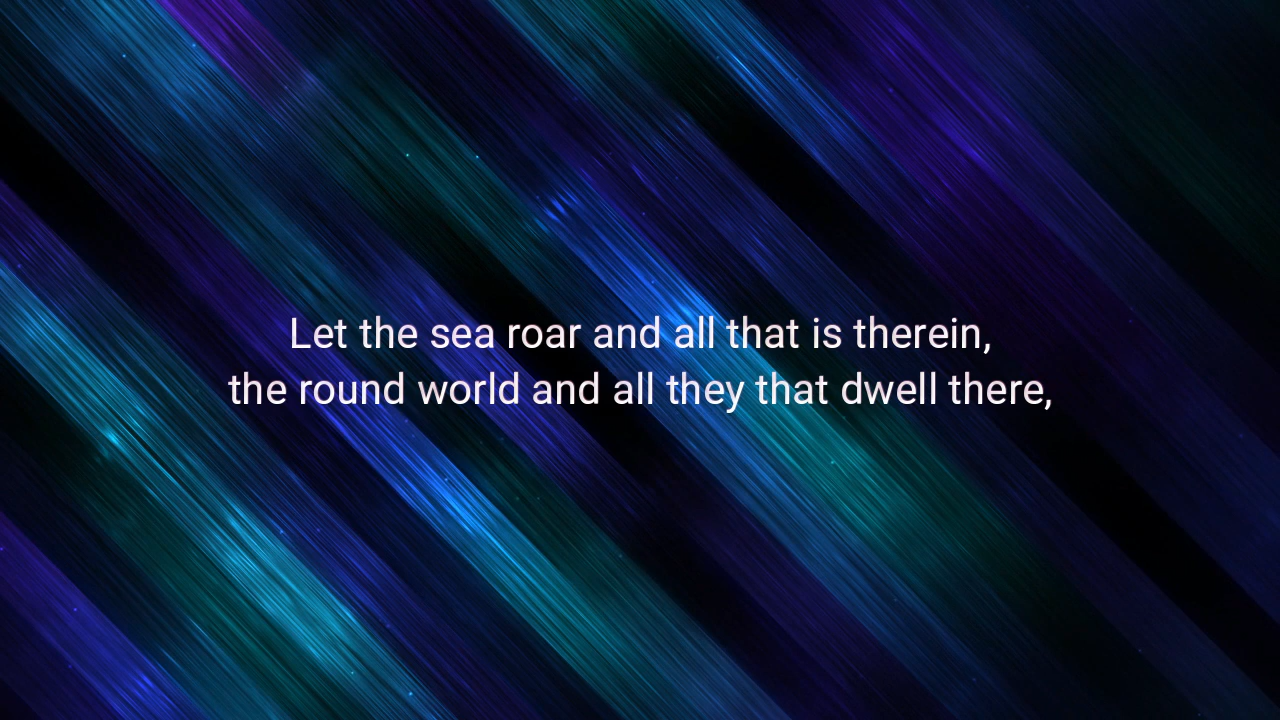 Let the sea roar and all that is therein,
the round world and all they that dwell there,